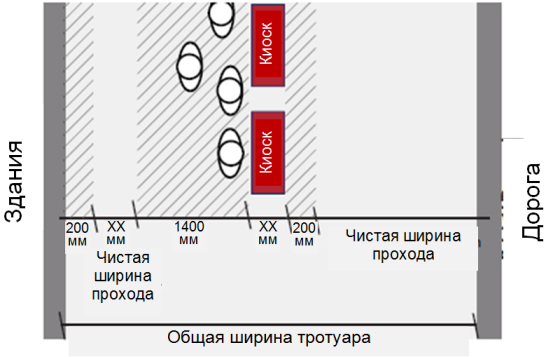 Киоск
Киоск
Здания
Дорога
200
мм
XX
мм
1400
мм
XX
мм
200
мм
Чистая ширина
прохода
Чистая
ширина
прохода
Общая ширина тротуара